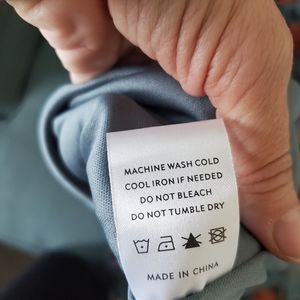 MACHINE WASH COLD
COOL IRON IF NEEDED
DO NOT BLEACH
DO NOT TUMBLE DRY
MADE IN CHINA